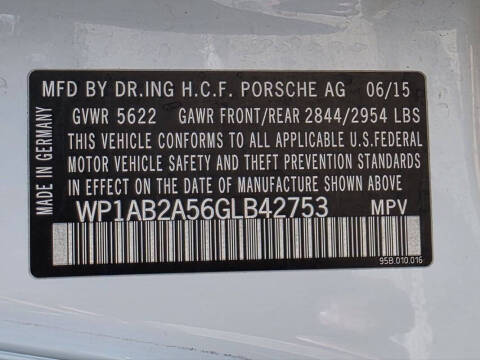 MFD BY DR.ING H.C.F. PORSCHE AG 06/15
GVWR 5622 GAWR FRONT/REAR 2844/2954 LBS
THIS VEHICLE CONFORMS TO ALL APPLICABLE U.S.FEDERAL
MOTOR VEHICLE SAFETY AND THEFT PREVENTION STANDARDS
IN EFFECT ON THE DATE OF MANUFACTURE SHOWN ABOVE
WP1AB2A56GLB42753 MPV
95B.010.016
MADE IN GERMANY